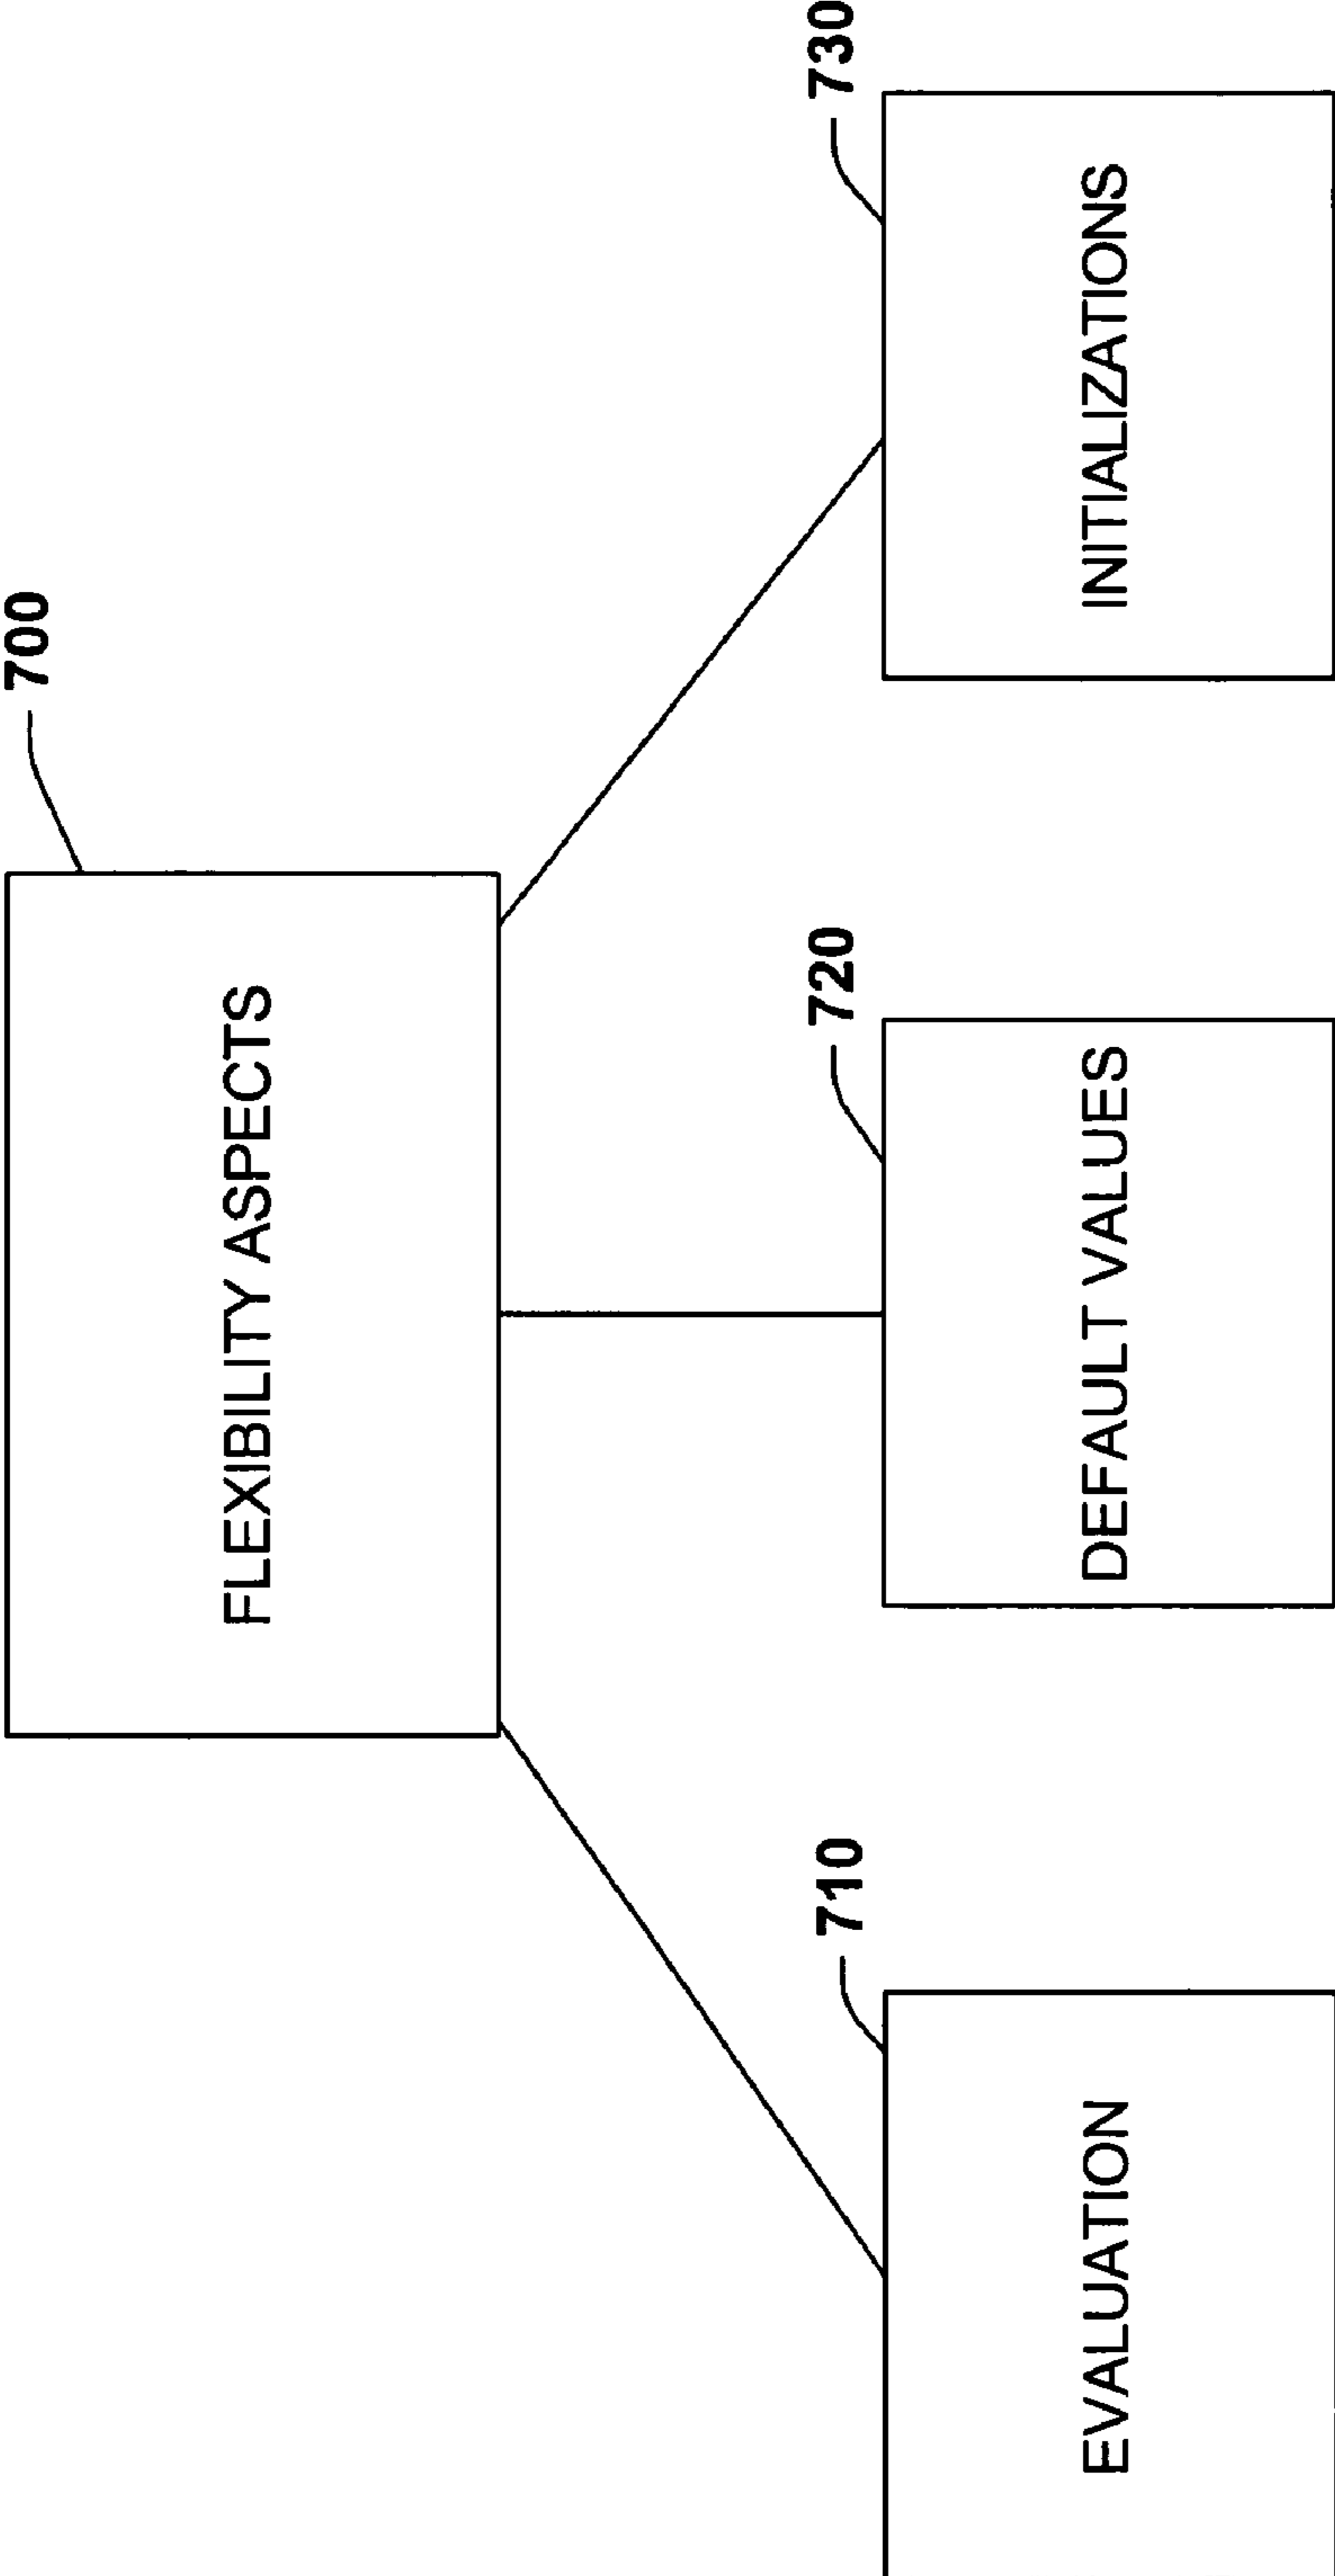 700
FLEXIBILITY ASPECTS
710
720
730
EVALUATION
DEFAULT VALUES
INITIALIZATIONS